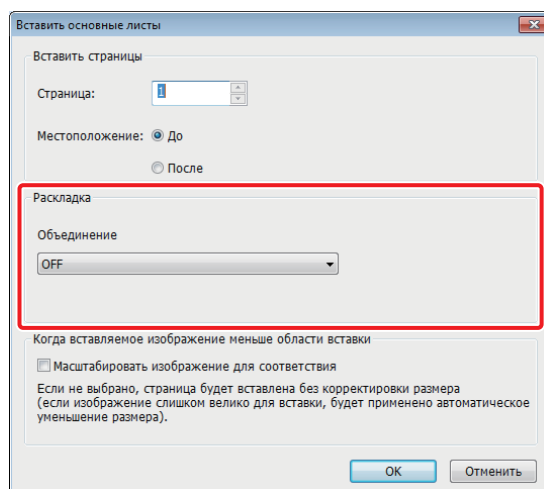 Вставить основные листы
Вставить страницы
Страница:
1
Местоположение:
До
После
Раскладка
Объединение
OFF
Когда вставляемое изображение меньше области вставки
Масштабировать изображение для соответствия
Если не выбрано, страница будет вставлена без корректировки размера
(если изображение слишком велико для вставки, будет применено автоматическое
уменьшение размера).
OK
Отменить